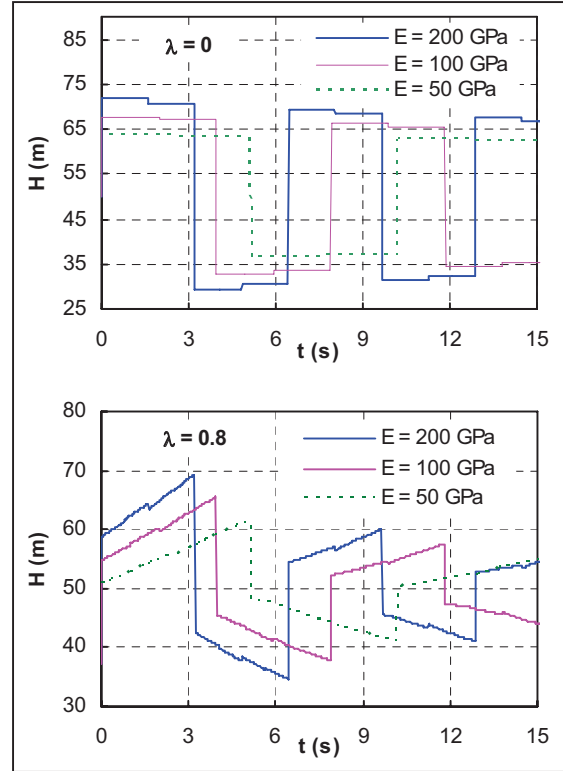 λ = 0
E = 200 GPa
E = 100 GPa
E = 50 GPa
H (m)
85
75
65
55
45
35
25
0 3 6 9 12 15
t (s)
λ = 0.8
E = 200 GPa
E = 100 GPa
E = 50 GPa
H (m)
80
70
60
50
40
30
0 3 6 9 12 15
t (s)